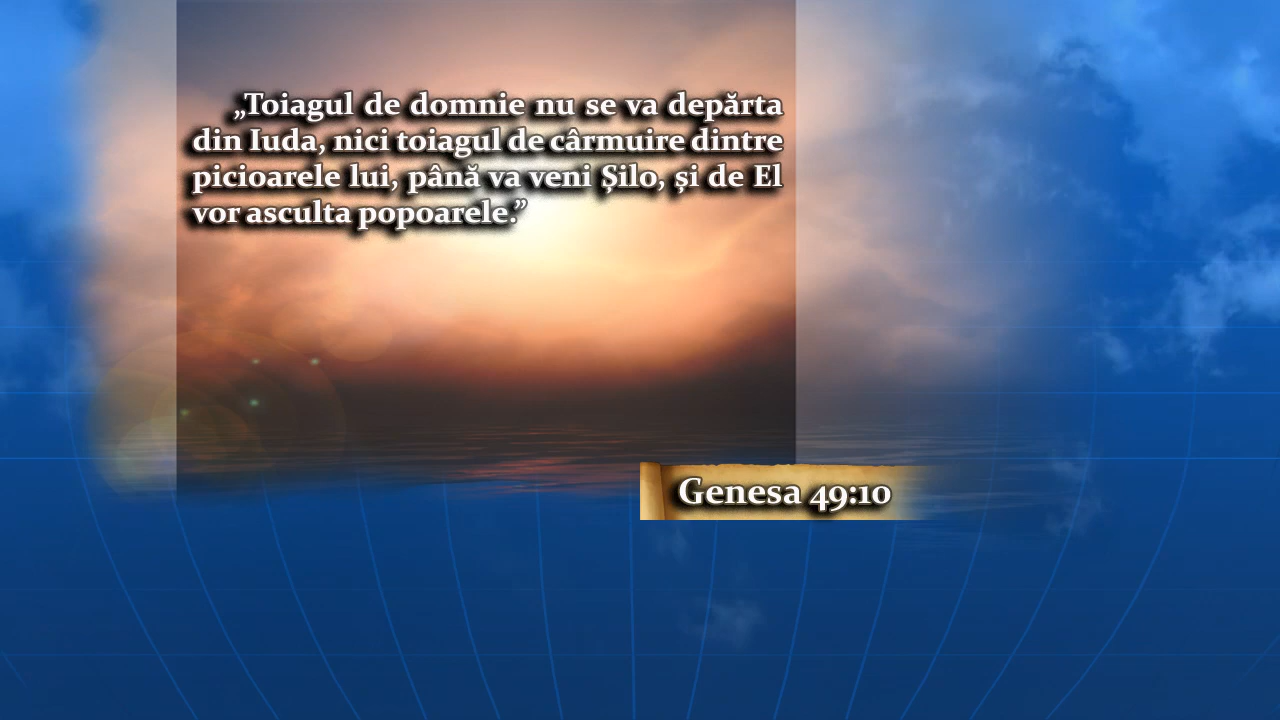 „Toiagul de domnie nu se va depărta
din Iuda, nici toiagul de cârmuire dintre
picioarele lui, până va veni Șilo, și de El
vor asculta popoarele.”
Genesa 49:10